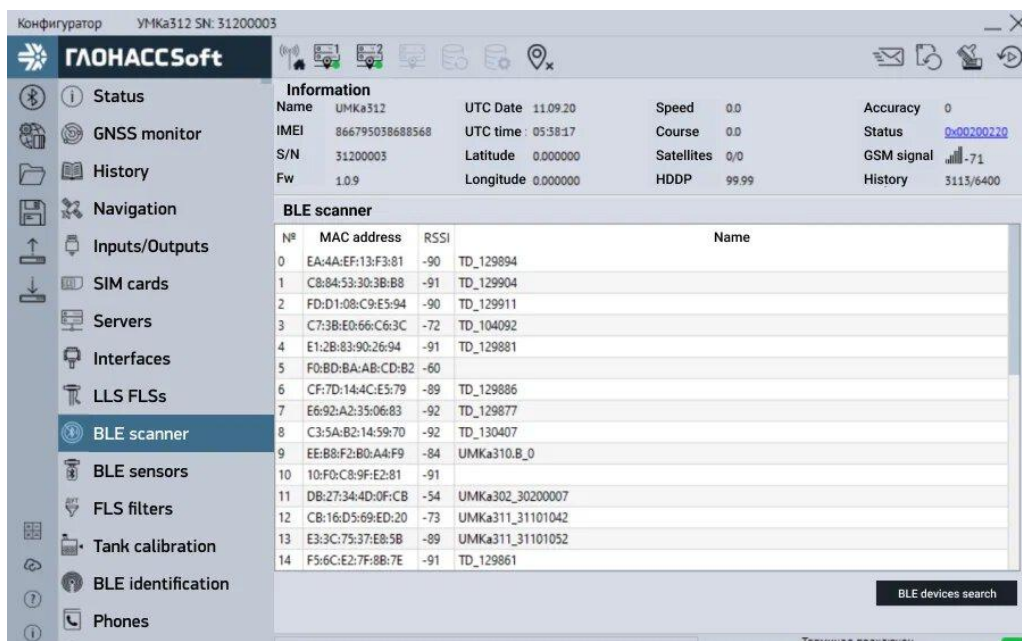 Конфигуратор УМКа312 SN: 31200003
ГЛОНАССSoft
Status
GNSS monitor
History
Navigation
Inputs/Outputs
SIM cards
Servers
Interfaces
LLS FLSs
BLE scanner
BLE sensors
FLS filters
Tank calibration
BLE identification
Phones
Information
Name UMKa312 UTC Date 11.09.20 Speed 0.0 Accuracy 0
IMEI 866795038688568 UTC time : 05:38:17 Course 0.0 Status 0x00200220
S/N 31200003 Latitude 0.000000 Satellites 0/0 GSM signal -71
Fw 1.0.9 Longitude 0.000000 HDDP 99.99 History 3113/6400
BLE scanner
№ MAC address RSSI Name
0 EA:4A:EF:13:F3:81 -90 TD_129894
1 C8:84:53:30:3B:B8 -91 TD_129904
2 FD:D1:08:C9:E5:94 -90 TD_129911
3 C7:3B:E0:66:C6:3C -72 TD_104092
4 E1:2B:83:90:26:94 -91 TD_129881
5 F0:BD:BA:AB:CD:B2 -60
6 CF:7D:14:4C:E5:79 -89 TD_129886
7 E6:92:A2:35:06:83 -92 TD_129877
8 C3:5A:B2:14:59:70 -92 TD_130407
9 EE:B8:F2:B0:A4:F9 -84 UMKa310.B_0
10 10:F0:C8:9F:E2:81 -91
11 DB:27:34:4D:0F:CB -54 UMKa302_30200007
12 CB:16:D5:69:ED:20 -73 UMKa311_31101042
13 E3:3C:75:37:E8:5B -89 UMKa311_31101052
14 F5:6C:E2:7F:8B:7E -91 TD_129861
BLE devices search